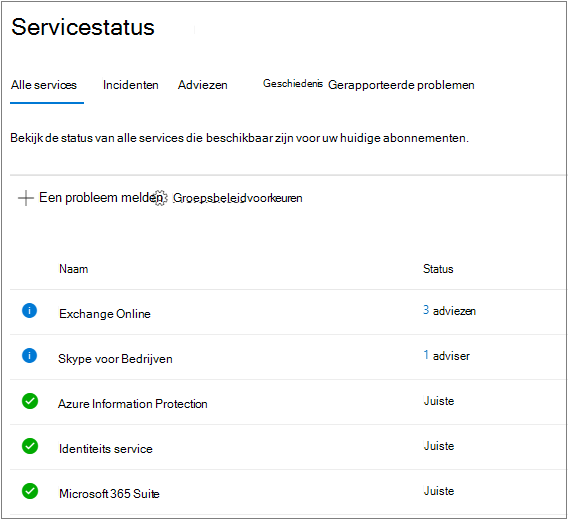 Servicestatus
Alle services Incidenten Adviezen Geschiedenis Gerapporteerde problemen
Bekijk de status van alle services die beschikbaar zijn voor uw huidige abonnementen.
Een probleem melden Groepsbeleidvoorkeuren
Naam Status
Exchange Online 3 adviezen
Skype voor Bedrijven 1 adviser
Azure Information Protection Juiste
Identiteits service Juiste
Microsoft 365 Suite Juiste